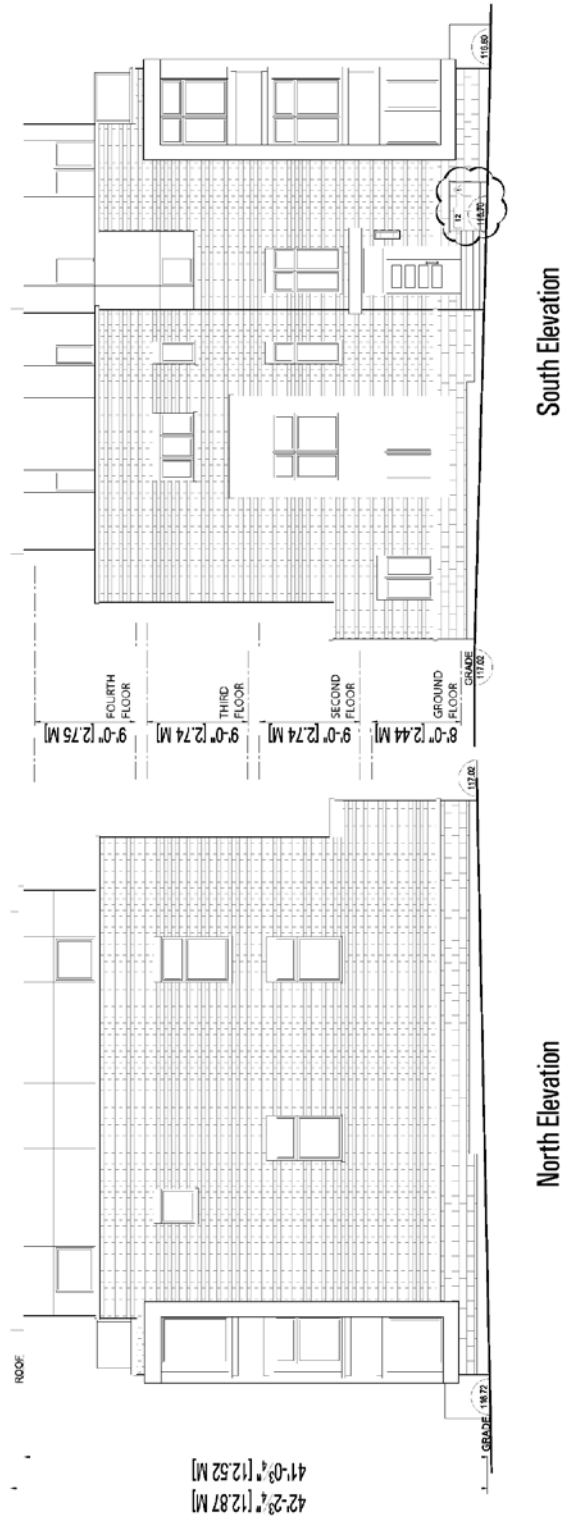 ROOF
41'-0¾" [12.52 M]
42'-2¾" [12.87 M]
GRADE
116.72
117.02
North Elevation
9'-0" [2.75 M]
FOURTH
FLOOR
9'-0" [2.74 M]
THIRD
FLOOR
9'-0" [2.74 M]
SECOND
FLOOR
8'-0" [2.44 M]
GROUND
FLOOR
GRADE
117.02
12
116.70
116.60
South Elevation